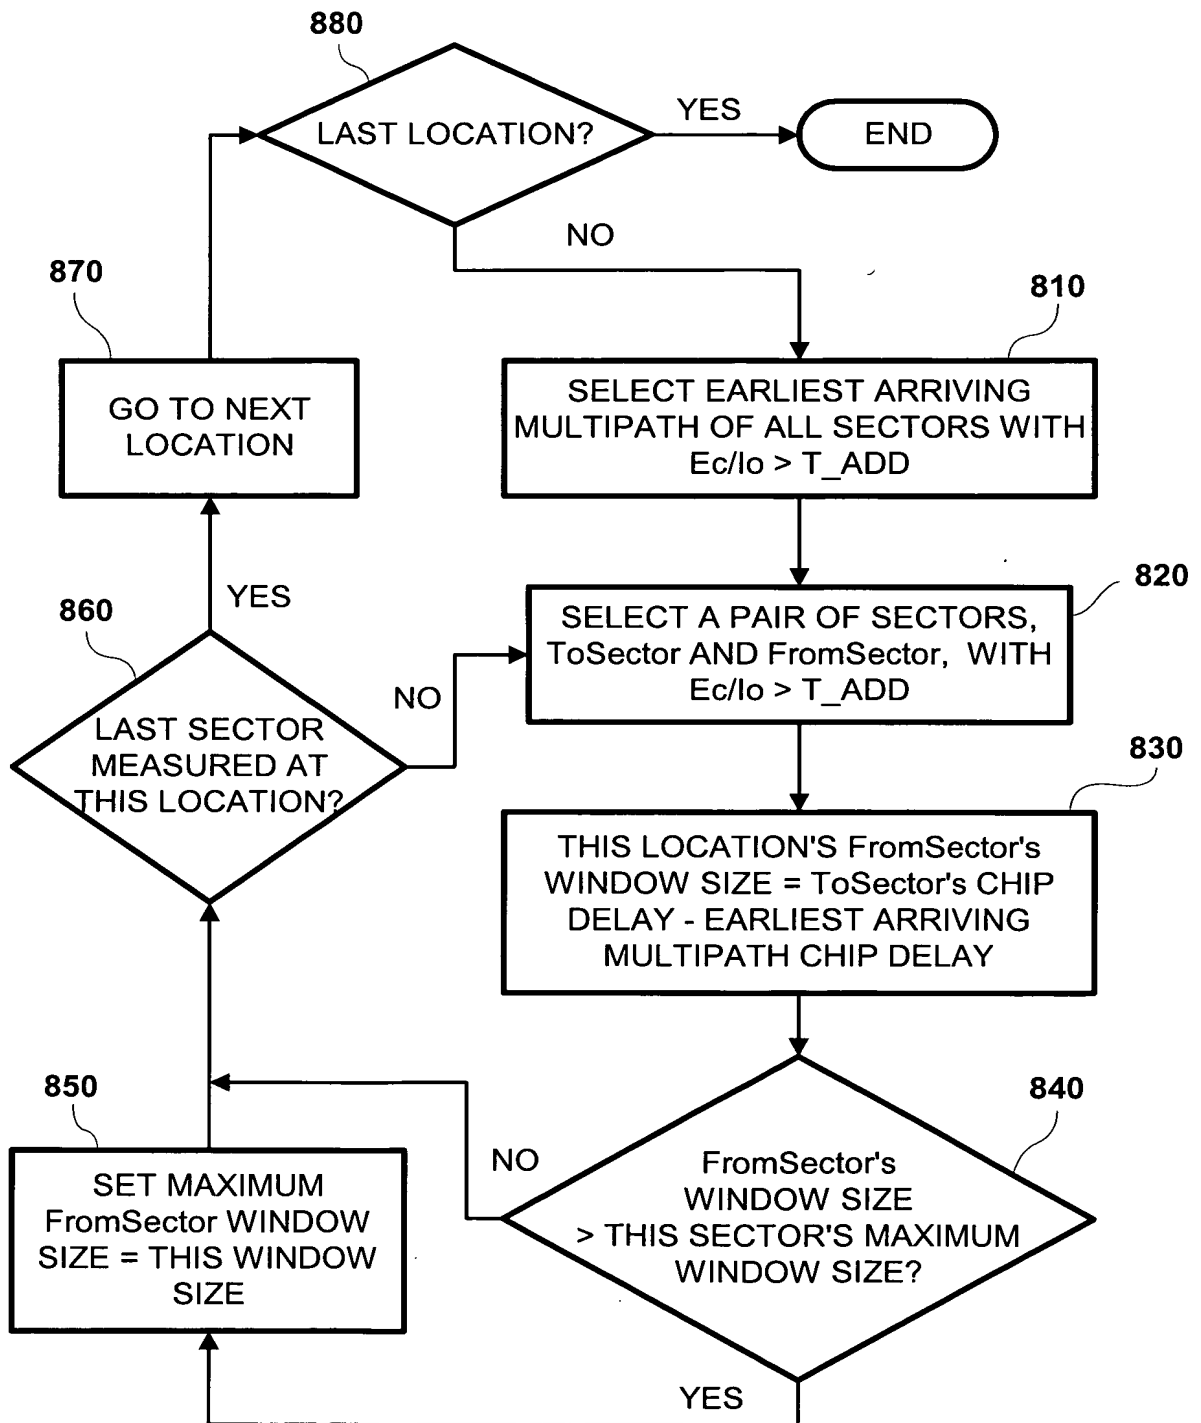 880
LAST LOCATION?
YES
END
NO
870
GO TO NEXT
LOCATION
810
SELECT EARLIEST ARRIVING
MULTIPATH OF ALL SECTORS WITH
Ec/Io > T_ADD
820
SELECT A PAIR OF SECTORS,
ToSector AND FromSector, WITH
Ec/Io > T_ADD
860
YES
LAST SECTOR
MEASURED AT
THIS LOCATION?
NO
830
THIS LOCATION'S FromSector's
WINDOW SIZE = ToSector's CHIP
DELAY - EARLIEST ARRIVING
MULTIPATH CHIP DELAY
840
FromSector's
WINDOW SIZE
> THIS SECTOR'S MAXIMUM
WINDOW SIZE?
NO
850
SET MAXIMUM
FromSector WINDOW
SIZE = THIS WINDOW
SIZE
YES